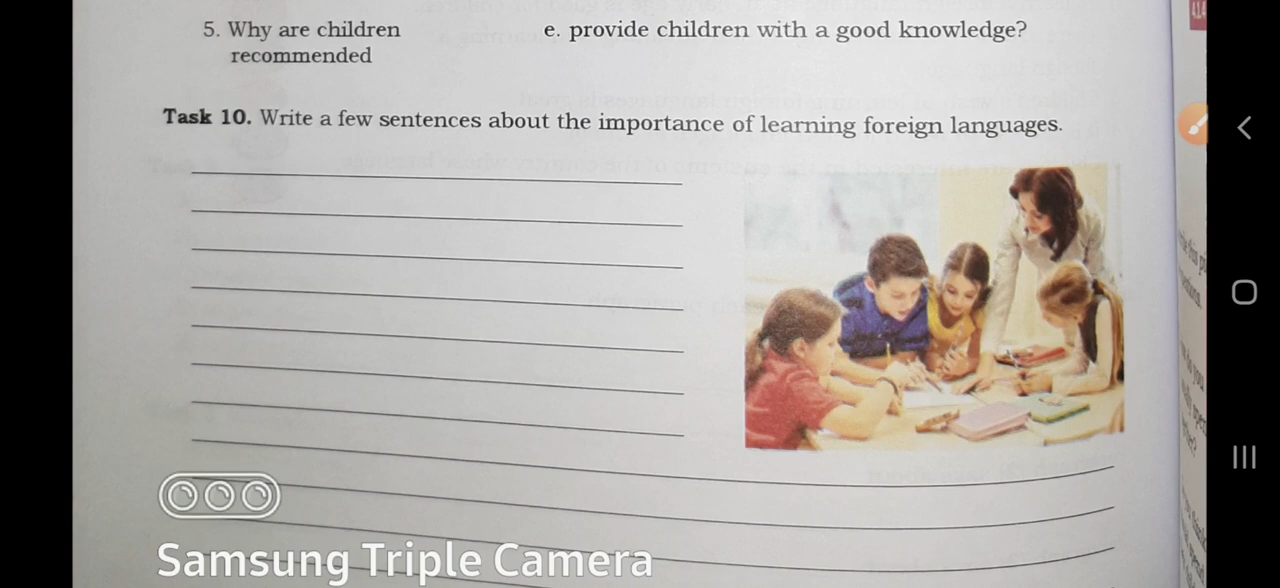 5. Why are children e. provide children with a good knowledge?
recommended
Task 10. Write a few sentences about the importance of learning foreign languages.
Samsung Triple Camera